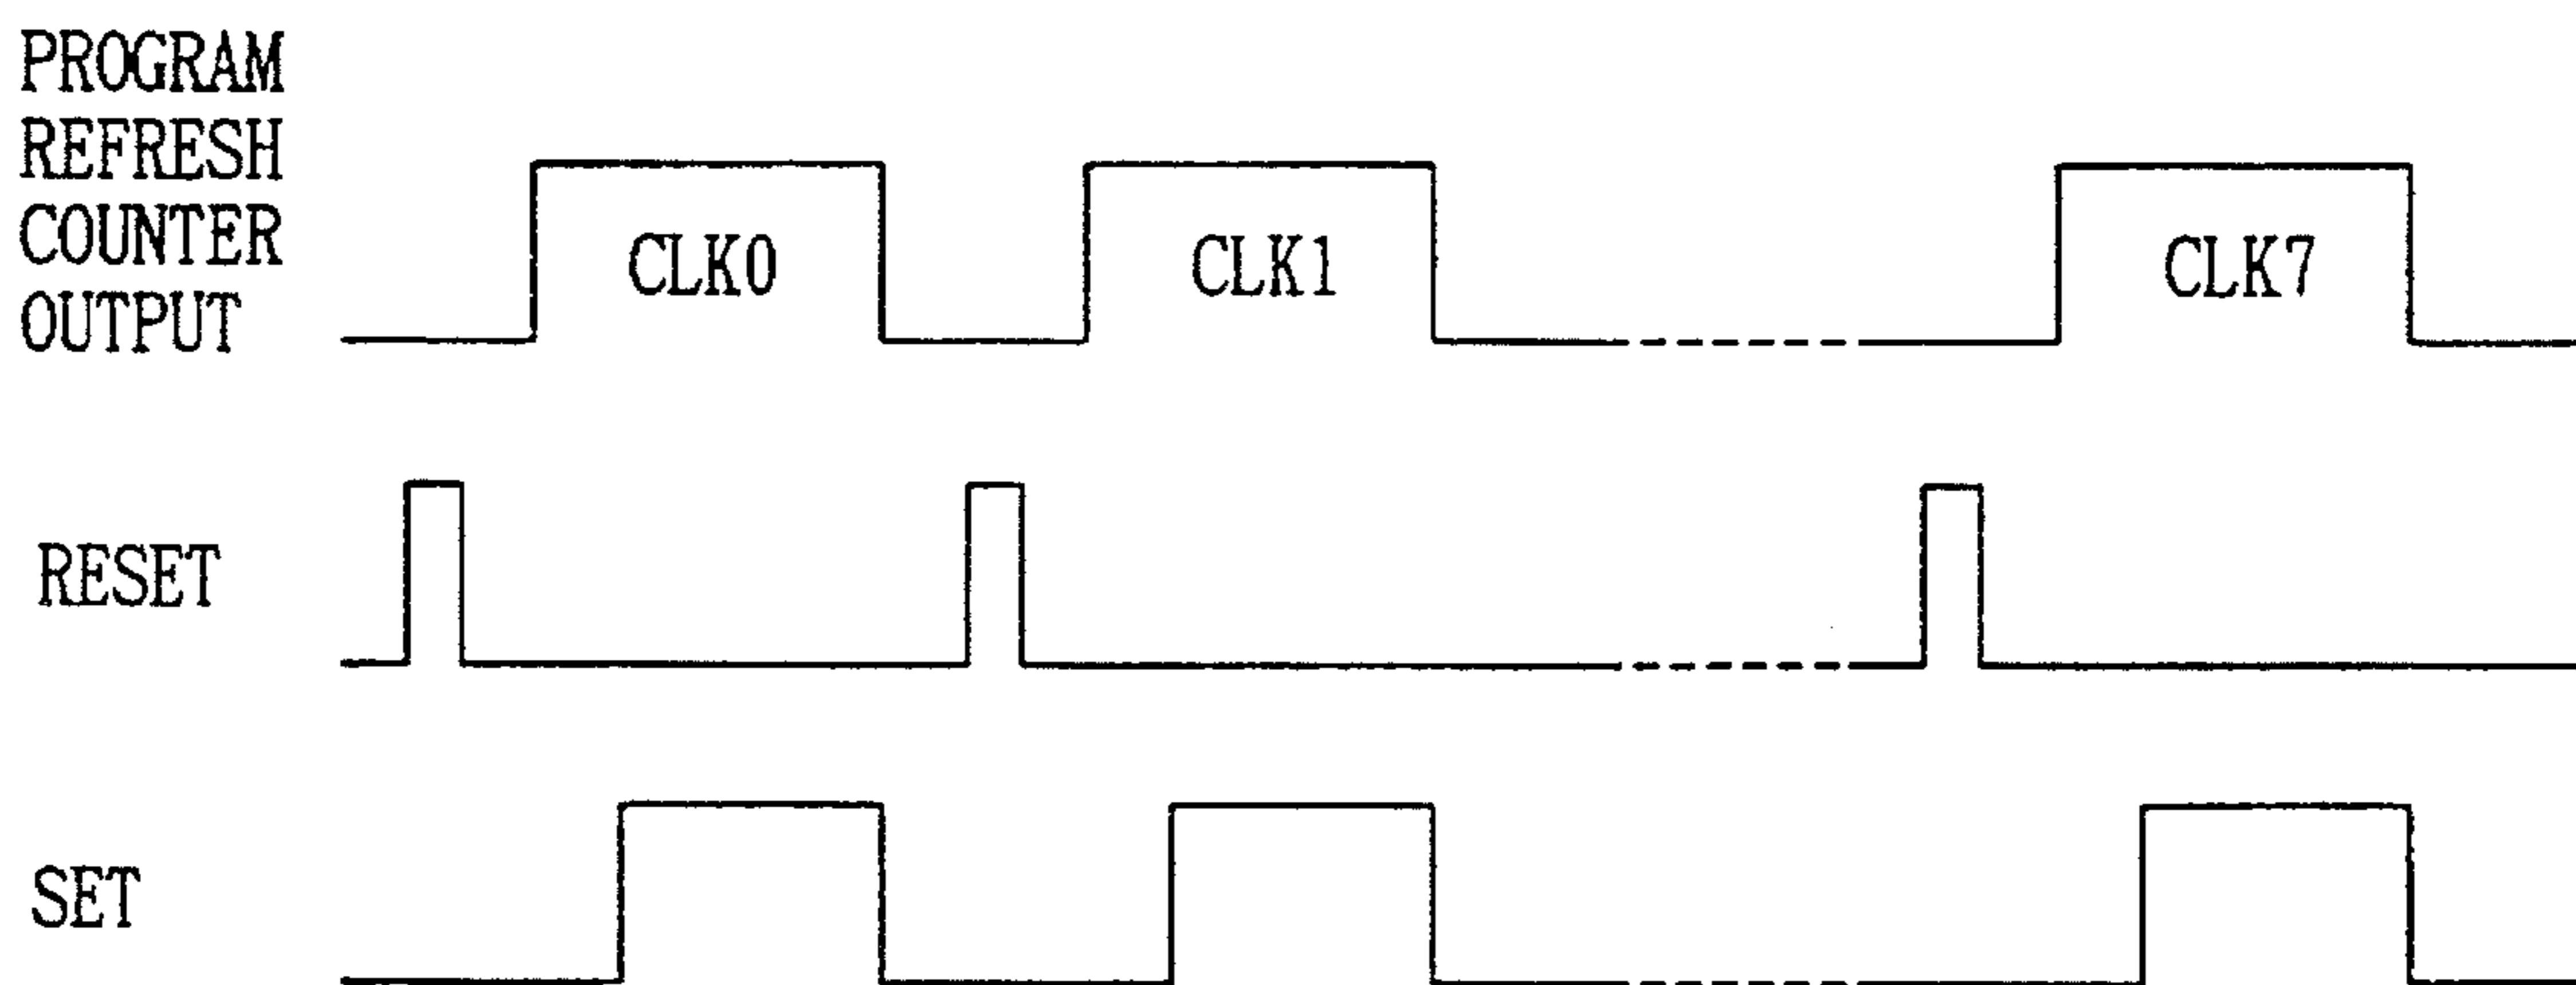 PROGRAM
REFRESH
COUNTER
OUTPUT
CLK0
CLK1
CLK7
RESET
SET